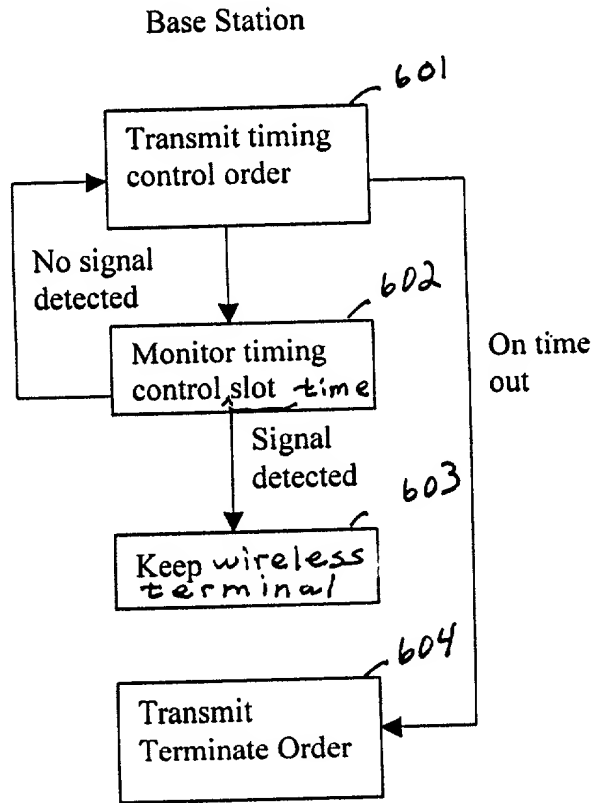 Base Station
601
Transmit timing
control order
No signal
detected
602
Monitor timing
control slot time
On time
out
Signal
detected
603
Keep wireless
terminal
604
Transmit
Terminate Order